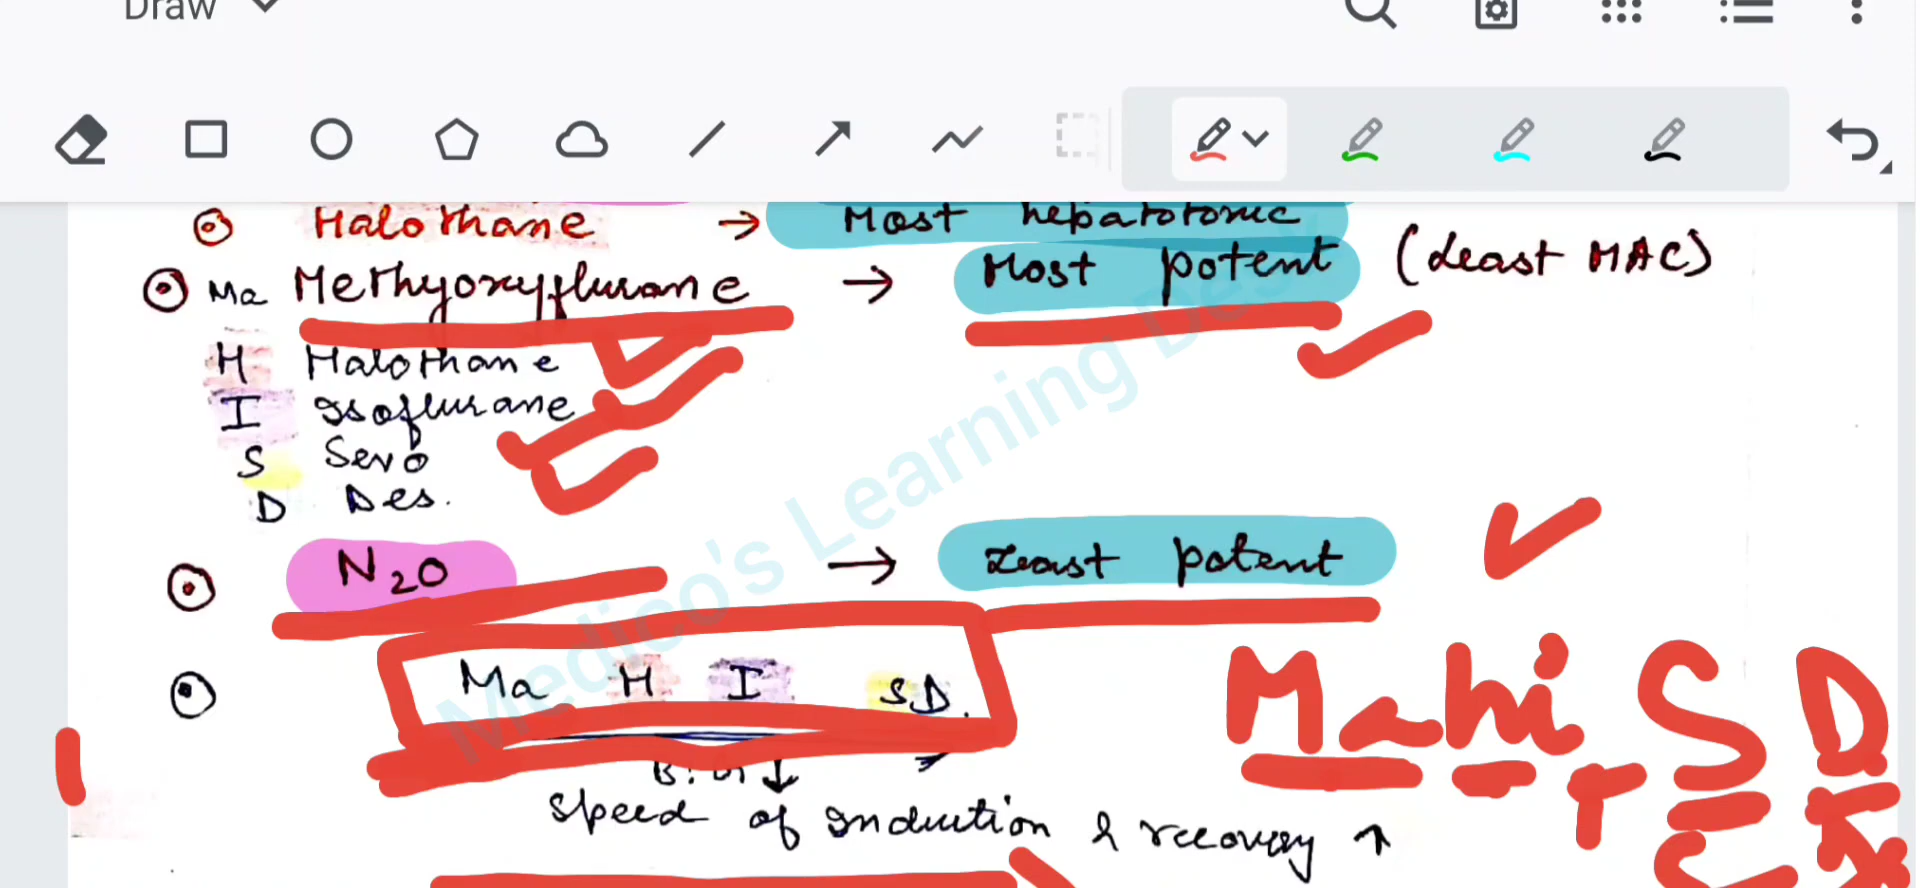 Draw
Halothane → Most hepatotoxic
Ma Methyoxyflurane → Most potent (Least MAC)
H Halothane
I Isoflurane
S Sevo
D Des.
N₂O → Least potent
Ma H I SD.
Mahi, S D
↓
Speed of Induction & recovery ↑
Medico's Learning Desk